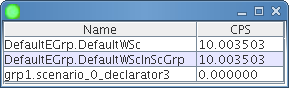 Name CPS
DefaultEGrp.DefaultWSc 10.003503
DefaultEGrp.DefaultWScInScGrp 10.003503
grp1.scenario_0_declarator3 0.000000